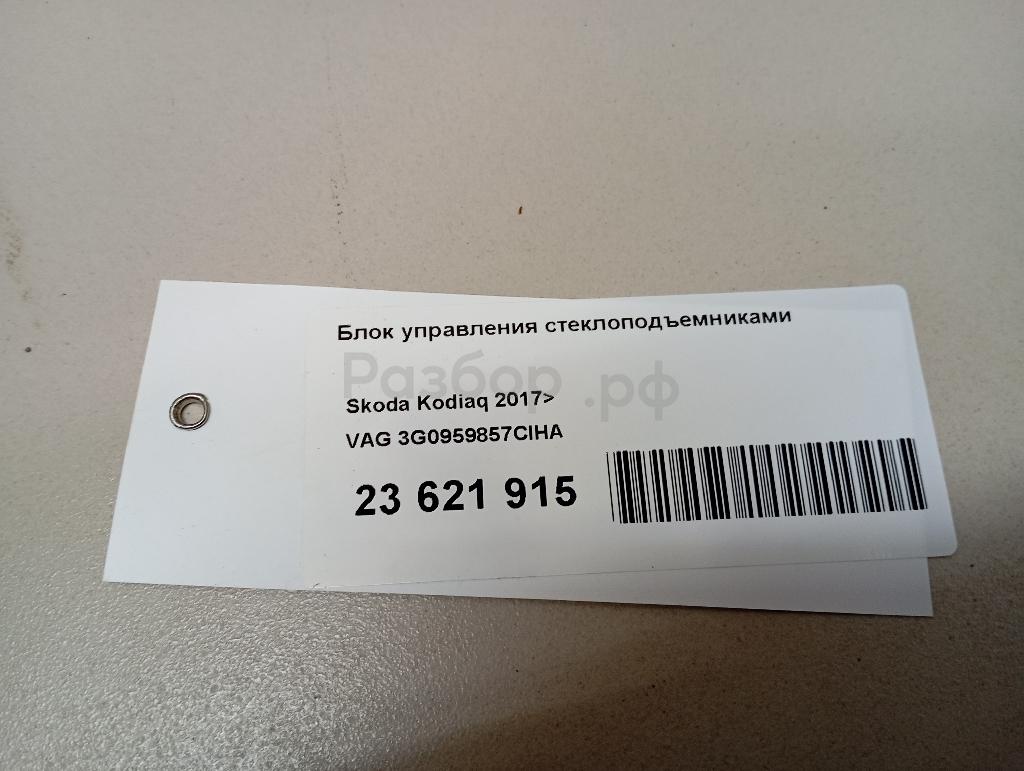 Блок управления стеклоподъемниками
Разбор.рф
Skoda Kodiaq 2017>
VAG 3G0959857CIHA
23 621 915